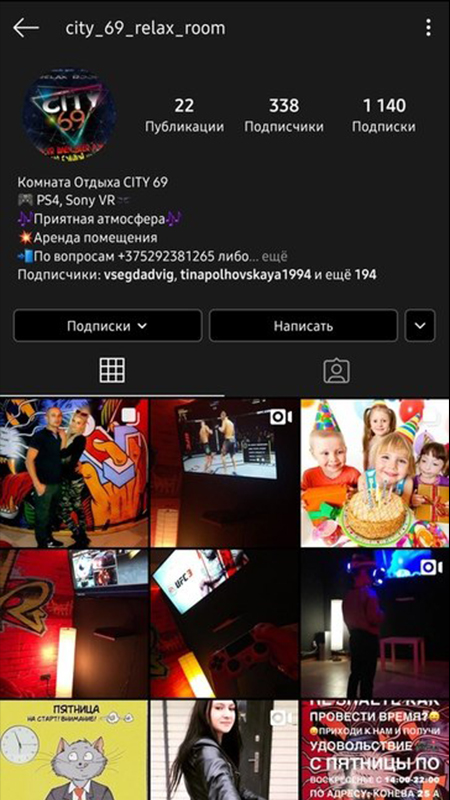 city_69_relax_room
RELAX ROOM
CITY
69
22
Публикации
338
Подписчики
1 140
Подписки
Комната Отдыха CITY 69
🎮 PS4, Sony VR🕶
🎶Приятная атмосфера🎶
💥Аренда помещения
📲По вопросам +375292381265 либо... ещё
Подписчики: vsegdadvig, tinapolhovskaya1994 и ещё 194
Подписки
Написать
UFC 3
ПЯТНИЦА
НА СТАРТ! ВНИМАНИЕ!
НЕ ЗНАЕТЕ КАК
ПРОВЕСТИ ВРЕМЯ?
ПРИХОДИ К НАМ И ПОЛУЧИ
УДОВОЛЬСТВИЕ
С ПЯТНИЦЫ ПО
ВОСКРЕСЕНЬЕ С 14:00-22:00
ПО АДРЕСУ: КОНЕВА 25 А